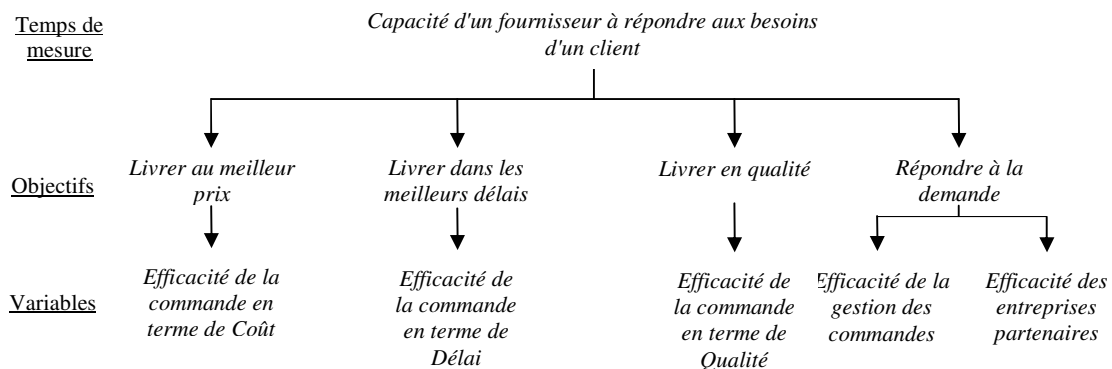 Temps de
mesure
Capacité d'un fournisseur à répondre aux besoins
d'un client
Objectifs
Livrer au meilleur
prix
Livrer dans les
meilleurs délais
Livrer en qualité
Répondre à la
demande
Variables
Efficacité de la
commande en
terme de Coût
Efficacité de
la commande
en terme de
Délai
Efficacité de
la commande
en terme de
Qualité
Efficacité de la
gestion des
commandes
Efficacité des
entreprises
partenaires